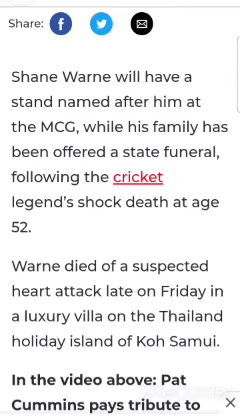 Share:
Shane Warne will have a
stand named after him at
the MCG, while his family has
been offered a state funeral,
following the cricket
legend's shock death at age
52.
Warne died of a suspected
heart attack late on Friday in
a luxury villa on the Thailand
holiday island of Koh Samui.
In the video above: Pat
Cummins pays tribute to